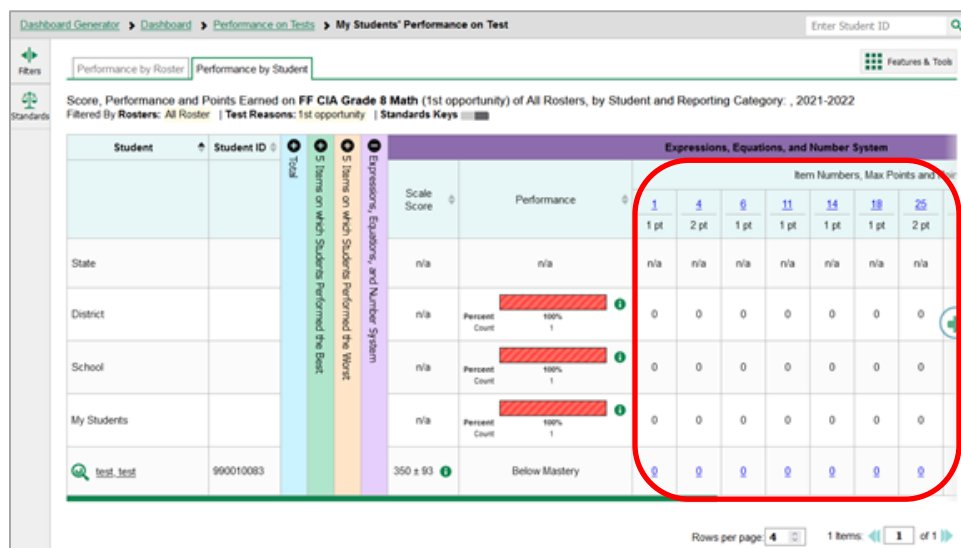 Dashboard Generator > Dashboard > Performance on Tests > My Students' Performance on Test
Enter Student ID
Filters
Standards
Performance by Roster
Performance by Student
Features & Tools
Score, Performance and Points Earned on FF CIA Grade 8 Math (1st opportunity) of All Rosters, by Student and Reporting Category: , 2021-2022
Filtered By Rosters: All Roster | Test Reasons: 1st opportunity | Standards Keys
Student
Student ID
Total
5 Items on which Students Performed the Best
5 Items on which Students Performed the Worst
Expressions, Equations, and Number System
Expressions, Equations, and Number System
Scale Score
Performance
Item Numbers, Max Points and
1 4 6 11 14 18 25
1 pt 2 pt 1 pt 1 pt 1 pt 1 pt 2 pt
State n/a n/a n/a n/a n/a n/a n/a n/a n/a
District n/a Percent 100% 0 0 0 0 0 0 0
Count 1
School n/a Percent 100% 0 0 0 0 0 0 0
Count 1
My Students n/a Percent 100% 0 0 0 0 0 0 0
Count 1
test, test 990010083 350 ± 93 Below Mastery 0 0 0 0 0 0 0
Rows per page: 4 1 Items: 1 of 1